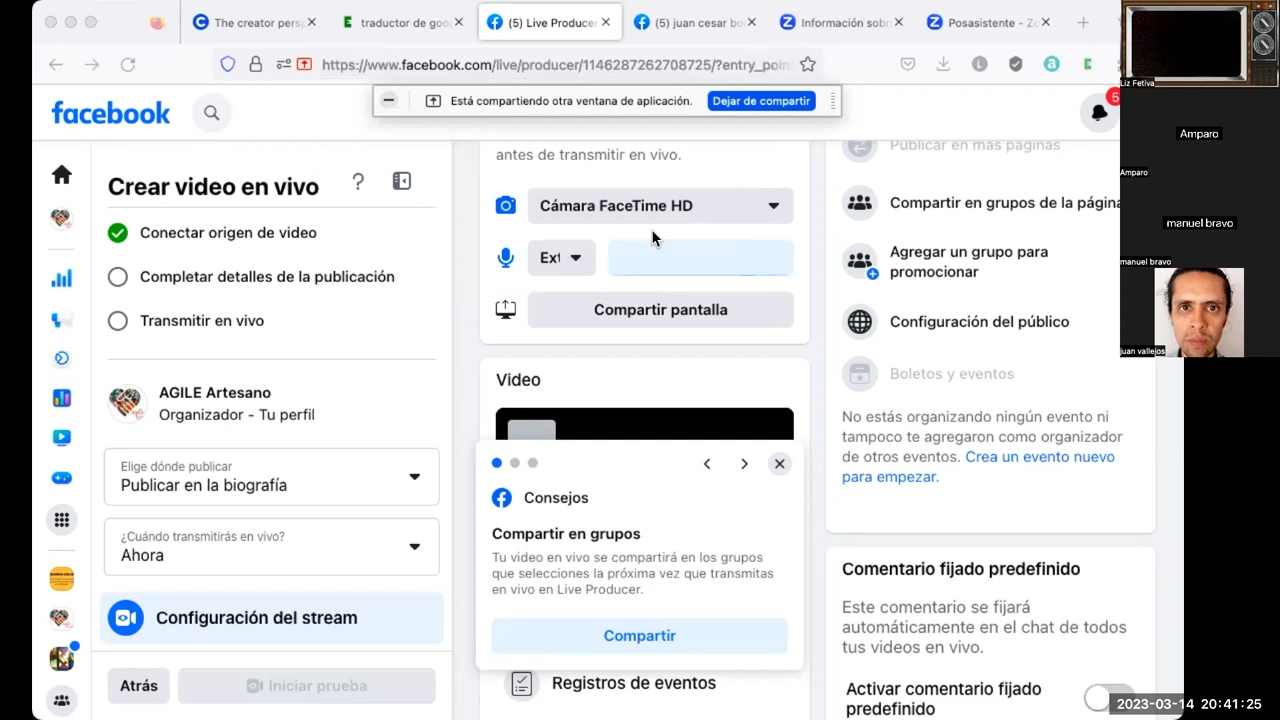 The creator persp
traductor de goo
(5) Live Producer
(5) juan cesar bo
Información sobr
Posasistente - Zo
https://www.facebook.com/live/producer/1146287262708725/?entry_poin
facebook
Está compartiendo otra ventana de aplicación.
Dejar de compartir
5
Crear video en vivo
Conectar origen de video
Completar detalles de la publicación
Transmitir en vivo
AGILE Artesano
Organizador - Tu perfil
Elige dónde publicar
Publicar en la biografía
¿Cuándo transmitirás en vivo?
Ahora
Configuración del stream
Atrás
Iniciar prueba
antes de transmitir en vivo.
Cámara FaceTime HD
Ext
Compartir pantalla
Video
Consejos
Compartir en grupos
Tu video en vivo se compartirá en los grupos
que selecciones la próxima vez que transmitas
en vivo en Live Producer.
Compartir
Registros de eventos
Publicar en más páginas
Compartir en grupos de la página
Agregar un grupo para
promocionar
Configuración del público
Boletos y eventos
No estás organizando ningún evento ni
tampoco te agregaron como organizador
de otros eventos. Crea un evento nuevo
para empezar.
Comentario fijado predefinido
Este comentario se fijará
automáticamente en el chat de todos
tus videos en vivo.
Activar comentario fijado
predefinido
Liz Fetiva
Amparo
Amparo
manuel bravo
manuel bravo
juan vallejos
2023-03-14 20:41:25